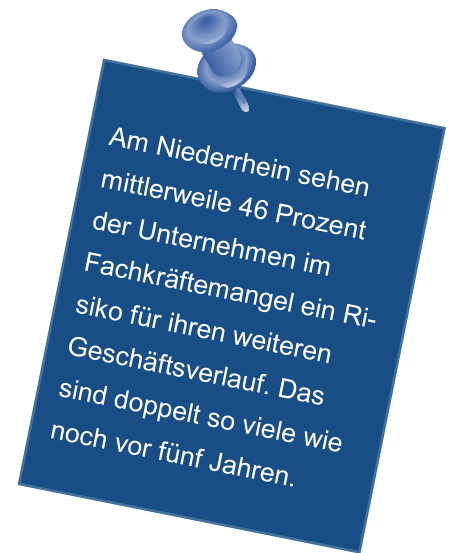 Am Niederrhein sehen
mittlerweile 46 Prozent
der Unternehmen im
Fachkräftemangel ein Ri-
siko für ihren weiteren
Geschäftsverlauf. Das
sind doppelt so viele wie
noch vor fünf Jahren.